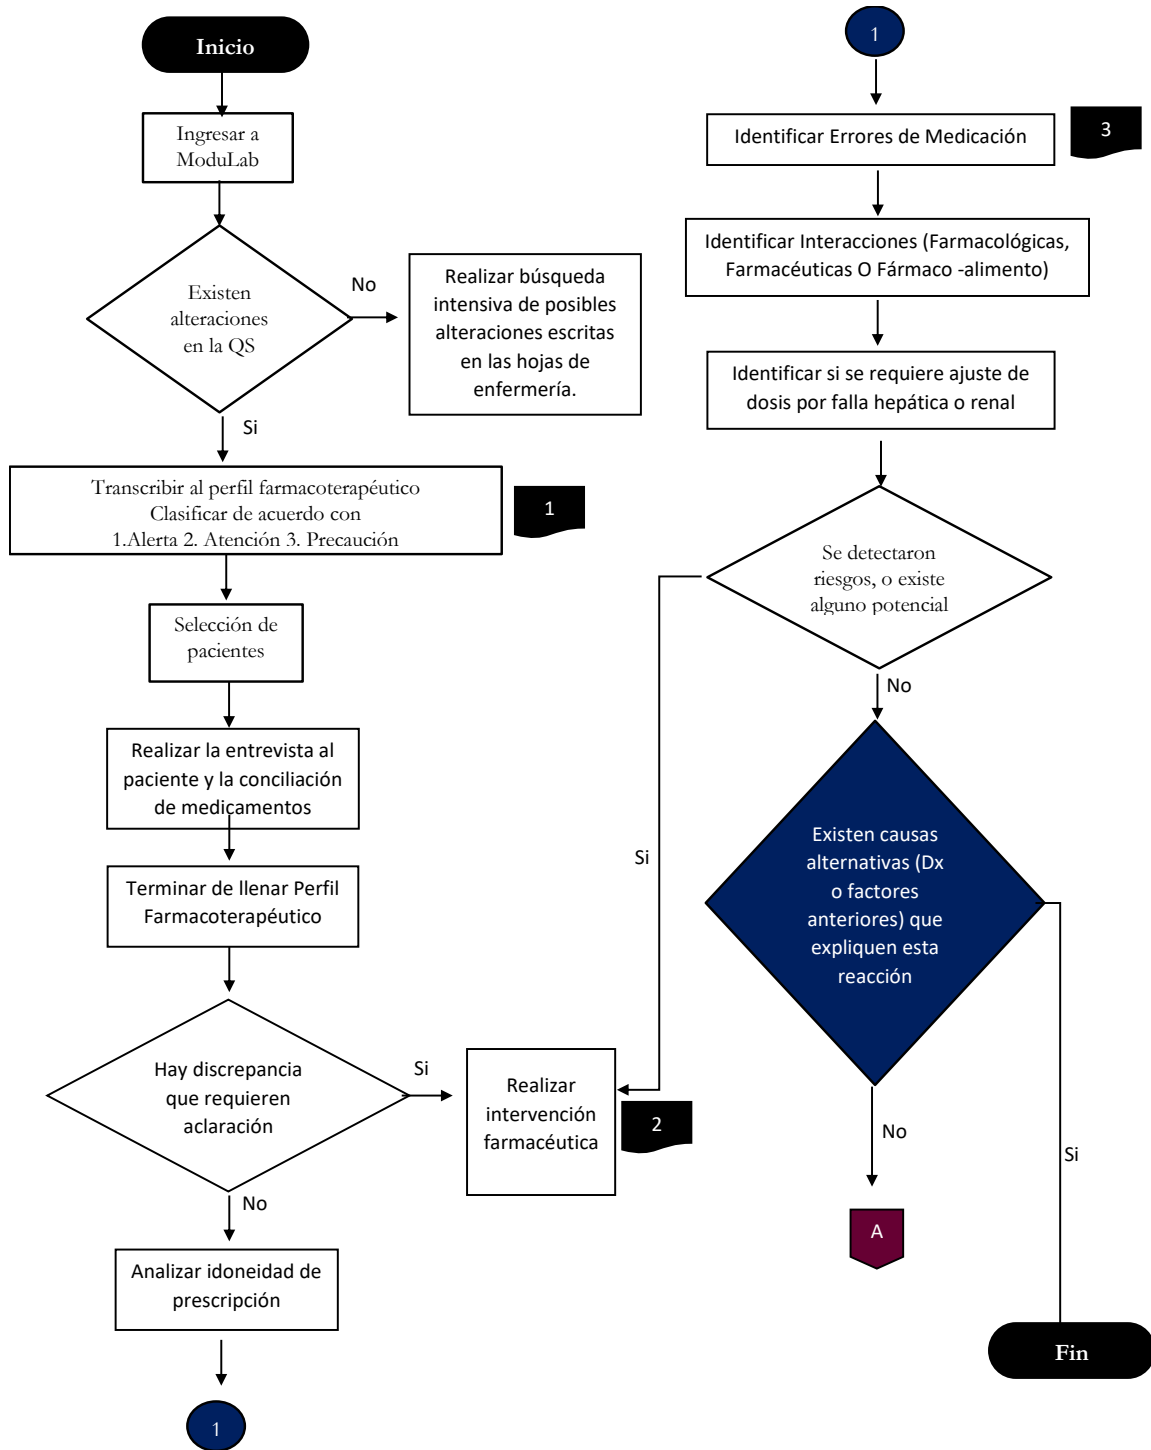 Inicio
Ingresar a
ModuLab
Existen
alteraciones
en la QS
No
Realizar búsqueda
intensiva de posibles
alteraciones escritas
en las hojas de
enfermería.
Si
Transcribir al perfil farmacoterapéutico
Clasificar de acuerdo con
1.Alerta 2. Atención 3. Precaución
1
Selección de
pacientes
Realizar la entrevista al
paciente y la conciliación
de medicamentos
Terminar de llenar Perfil
Farmacoterapéutico
Hay discrepancia
que requieren
aclaración
Si
Realizar
intervención
farmacéutica
2
No
Analizar idoneidad de
prescripción
1
1
Identificar Errores de Medicación
3
Identificar Interacciones (Farmacológicas,
Farmacéuticas O Fármaco -alimento)
Identificar si se requiere ajuste de
dosis por falla hepática o renal
Se detectaron
riesgos, o existe
alguno potencial
Si
No
Existen causas
alternativas (Dx
o factores
anteriores) que
expliquen esta
reacción
No
Si
A
Fin